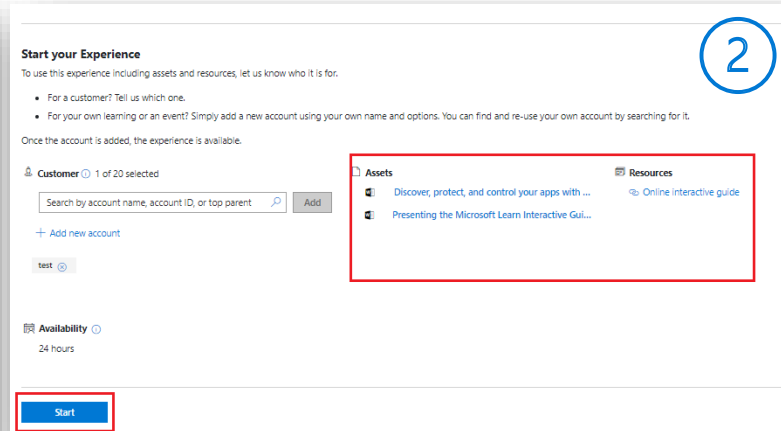 2
Start your Experience
To use this experience including assets and resources, let us know who it is for.
• For a customer? Tell us which one.
• For your own learning or an event? Simply add a new account using your own name and options. You can find and re-use your own account by searching for it.
Once the account is added, the experience is available.
Customer 1 of 20 selected
Search by account name, account ID, or top parent
Add
+ Add new account
test
Assets
Discover, protect, and control your apps with ...
Presenting the Microsoft Learn Interactive Gui...
Resources
Online interactive guide
Availability
24 hours
Start